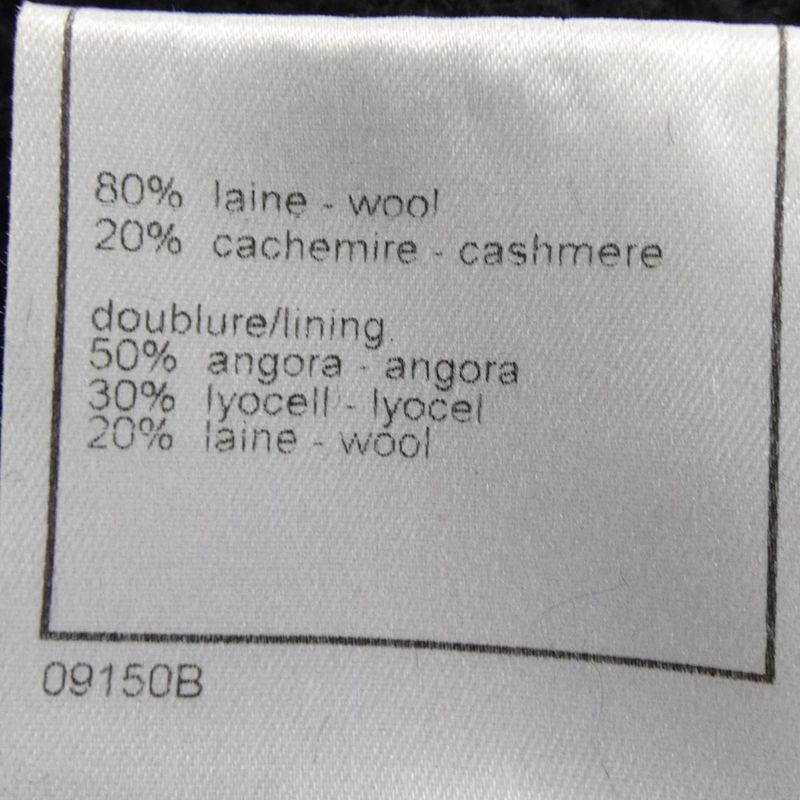 80% laine - wool
20% cachemire - cashmere
doublure/lining.
50% angora - angora
30% lyocell - lyocel
20% laine - wool
09150B